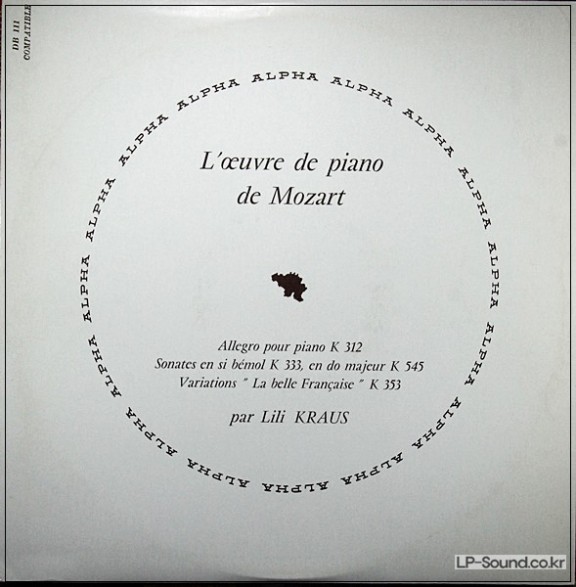 DB 111
COMPATIBLE
ALPHA ALPHA ALPHA ALPHA ALPHA ALPHA ALPHA ALPHA ALPHA ALPHA ALPHA ALPHA ALPHA ALPHA ALPHA ALPHA ALPHA
L'œuvre de piano
de Mozart
Allegro pour piano K 312
Sonates en si bémol K 333, en do majeur K 545
Variations " La belle Française " K 353
par Lili KRAUS
LP-Sound.co.kr